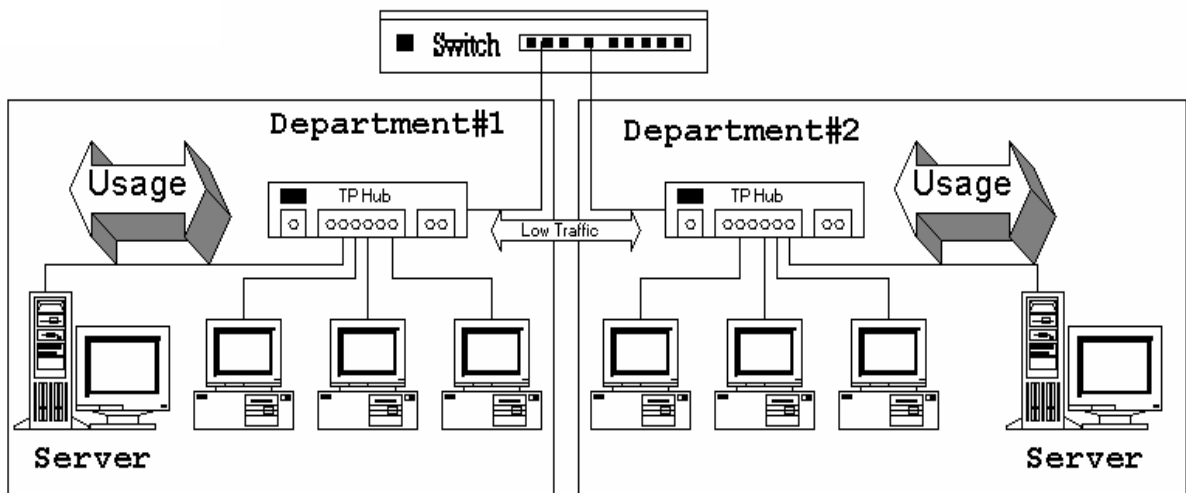 Switch
Department#1
Department#2
Usage
TP Hub
Low Traffic
TP Hub
Usage
Server
Server